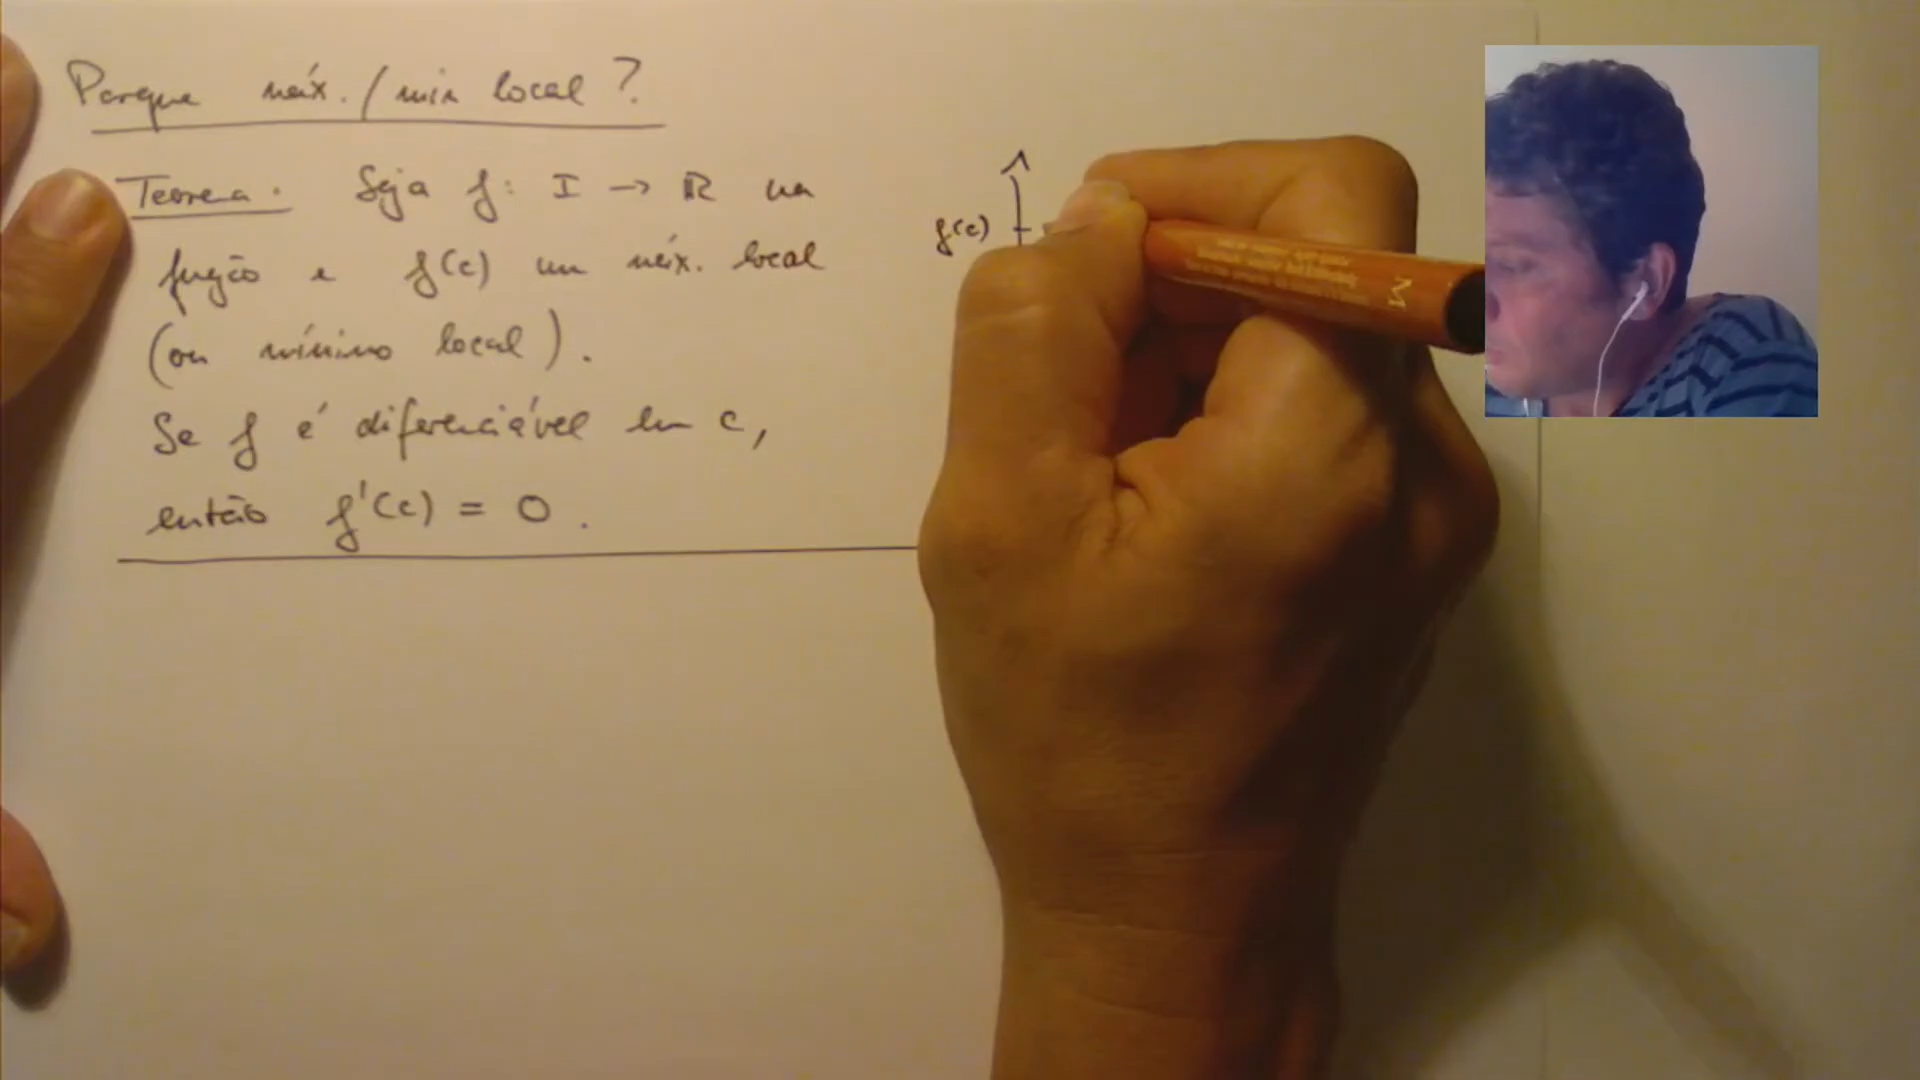 Porque máx. / min local ?
Teorema. Seja f: I → ℝ uma
função e f(c) um máx. local
(ou mínimo local).
Se f é diferenciável em c,
então f'(c) = 0.
f(c)
M